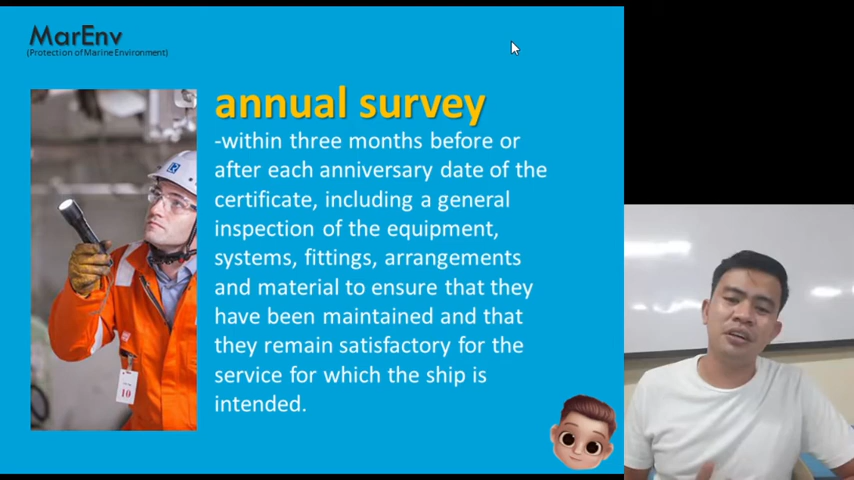 MarEnv
(Protection of Marine Environment)
annual survey
-within three months before or
after each anniversary date of the
certificate, including a general
inspection of the equipment,
systems, fittings, arrangements
and material to ensure that they
have been maintained and that
they remain satisfactory for the
service for which the ship is
intended.
10